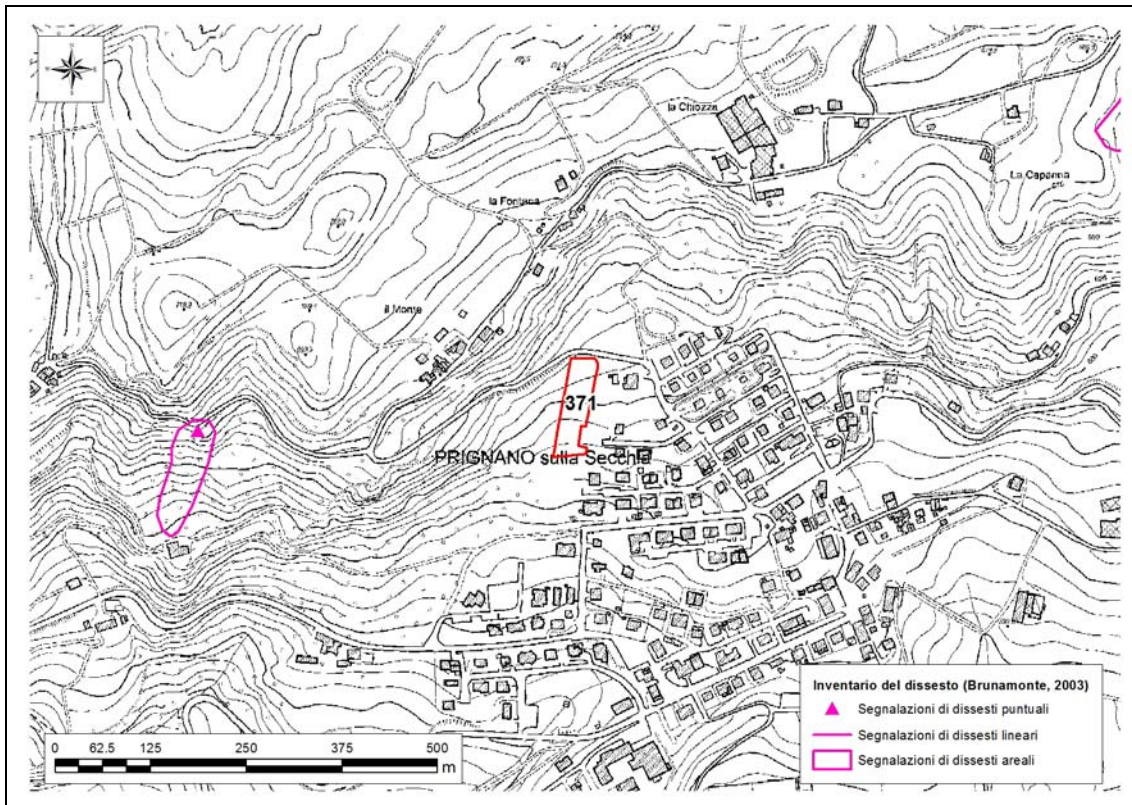 la Chiozza
La Capanna
la Fontana
il Monte
371
PRIGNANO sulla Secchia
Inventario del dissesto (Brunamonte, 2003)
Segnalazioni di dissesti puntuali
Segnalazioni di dissesti lineari
Segnalazioni di dissesti areali
0 62.5 125 250 375 500
m